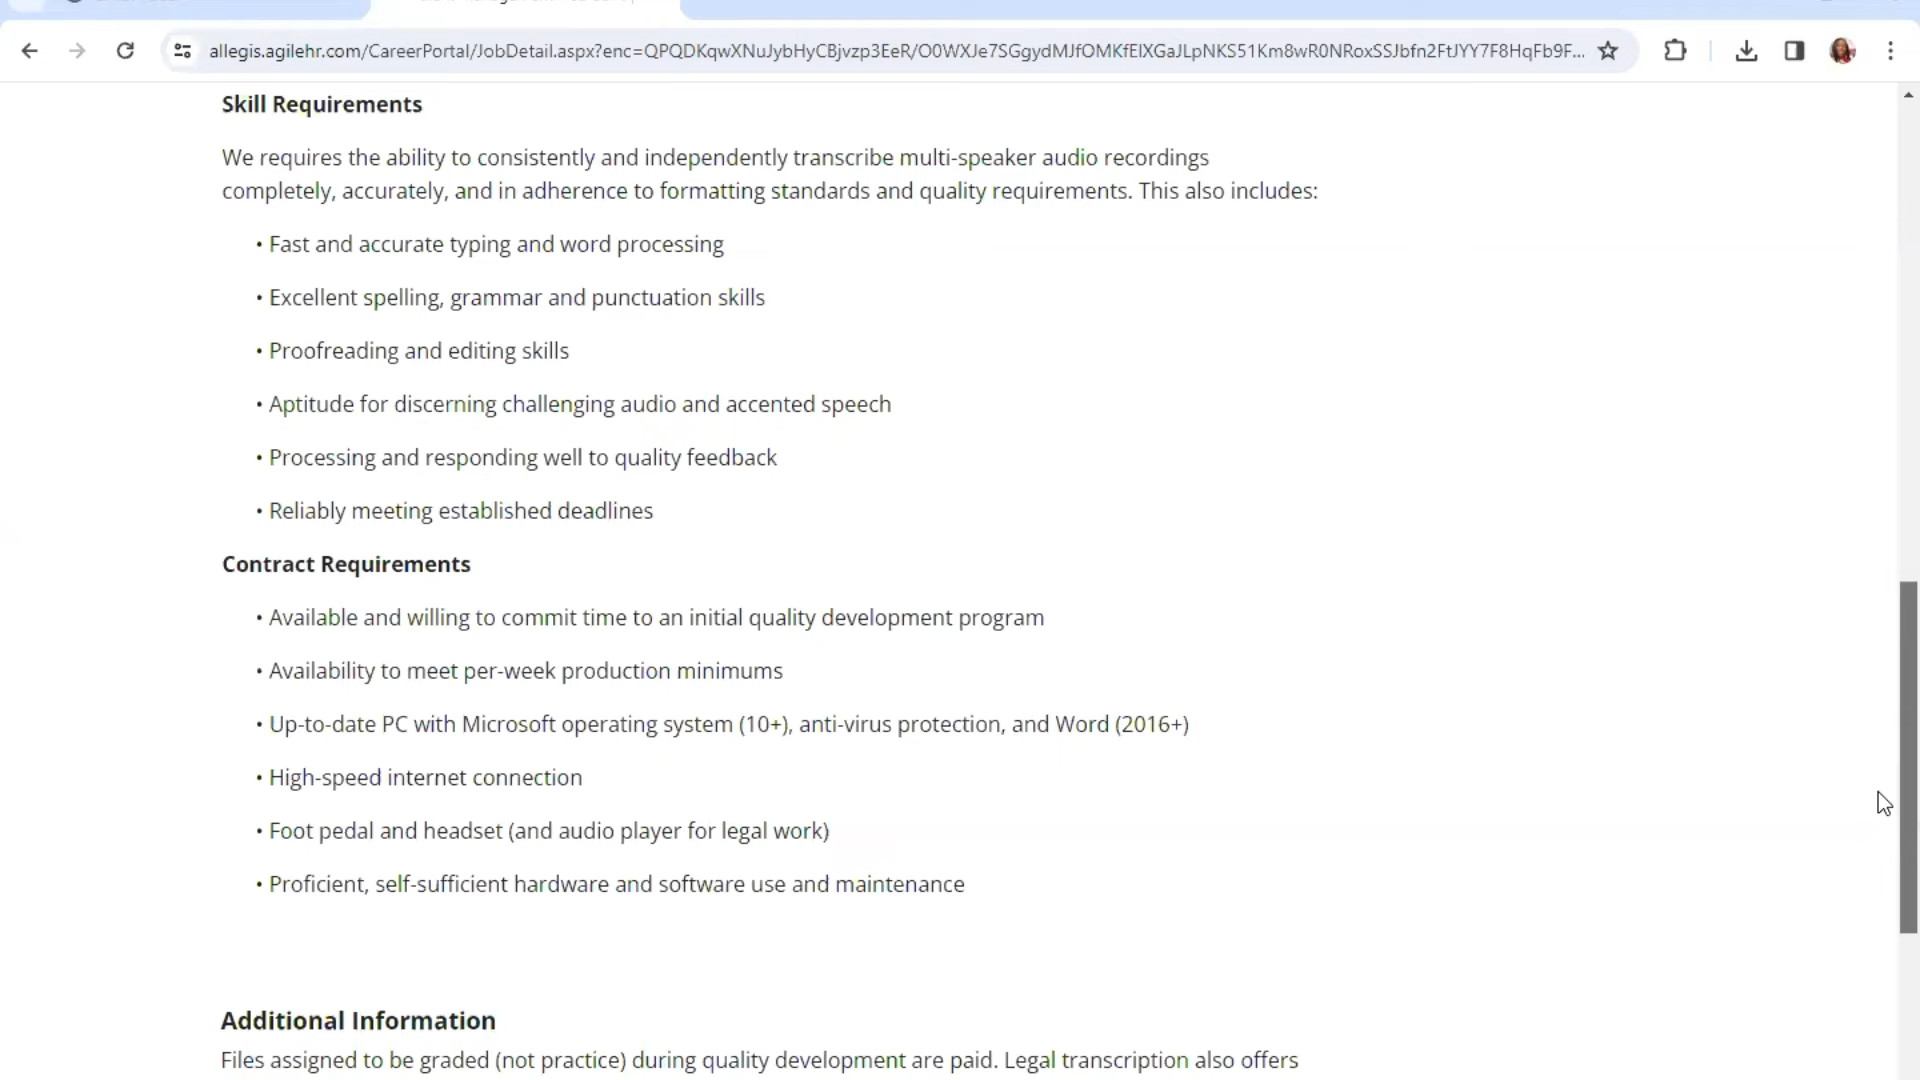 allegis.agilehr.com/CareerPortal/JobDetail.aspx?enc=QPQDKqwXNuJybHyCBjvzp3EeR/O0WXJe7SGgydMJfOMKfEIXGaJLpNKS51Km8wR0NRoxSSJbfn2FtJYY7F8HqFb9F...
Skill Requirements
We requires the ability to consistently and independently transcribe multi-speaker audio recordings
completely, accurately, and in adherence to formatting standards and quality requirements. This also includes:
• Fast and accurate typing and word processing
• Excellent spelling, grammar and punctuation skills
• Proofreading and editing skills
• Aptitude for discerning challenging audio and accented speech
• Processing and responding well to quality feedback
• Reliably meeting established deadlines
Contract Requirements
• Available and willing to commit time to an initial quality development program
• Availability to meet per-week production minimums
• Up-to-date PC with Microsoft operating system (10+), anti-virus protection, and Word (2016+)
• High-speed internet connection
• Foot pedal and headset (and audio player for legal work)
• Proficient, self-sufficient hardware and software use and maintenance
Additional Information
Files assigned to be graded (not practice) during quality development are paid. Legal transcription also offers